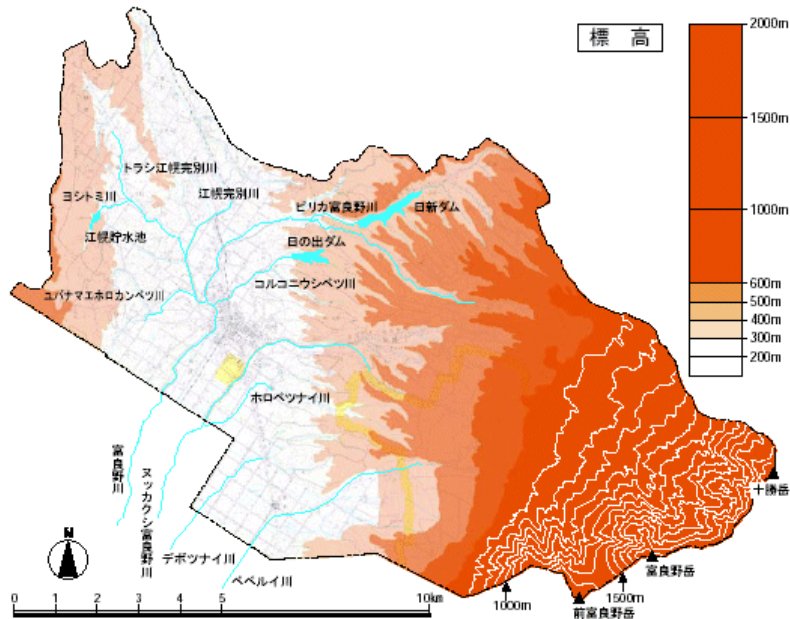 標 高
2000m
1500m
1000m
600m
500m
400m
300m
200m
トラシ江幌完別川
ヨシトミ川
江幌完別川
ピリカ富良野川
日新ダム
江幌貯水池
日の出ダム
コルコニウシベツ川
ユバナマエホロカンベツ川
ホロベツナイ川
富良野川
ヌッカクシ富良野川
デボツナイ川
ベベルイ川
十勝岳
富良野岳
1500m
前富良野岳
1000m
N
0 1 2 3 4 5 10km